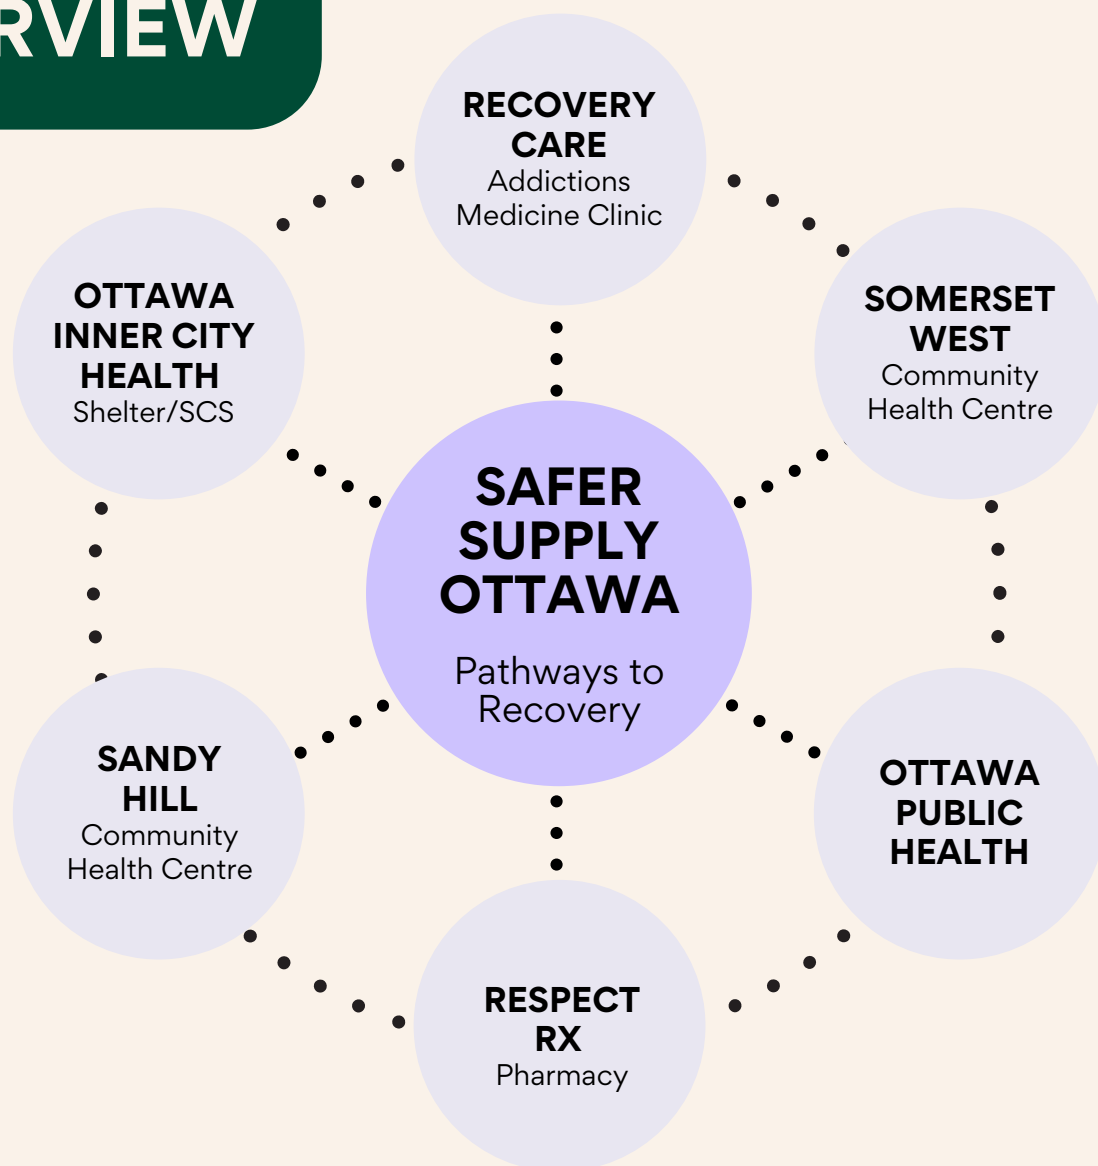 RVIEW
RECOVERY
CARE
Addictions
Medicine Clinic
OTTAWA
INNER CITY
HEALTH
Shelter/SCS
SOMERSET
WEST
Community
Health Centre
SAFER
SUPPLY
OTTAWA
Pathways to
Recovery
SANDY
HILL
Community
Health Centre
OTTAWA
PUBLIC
HEALTH
RESPECT
RX
Pharmacy